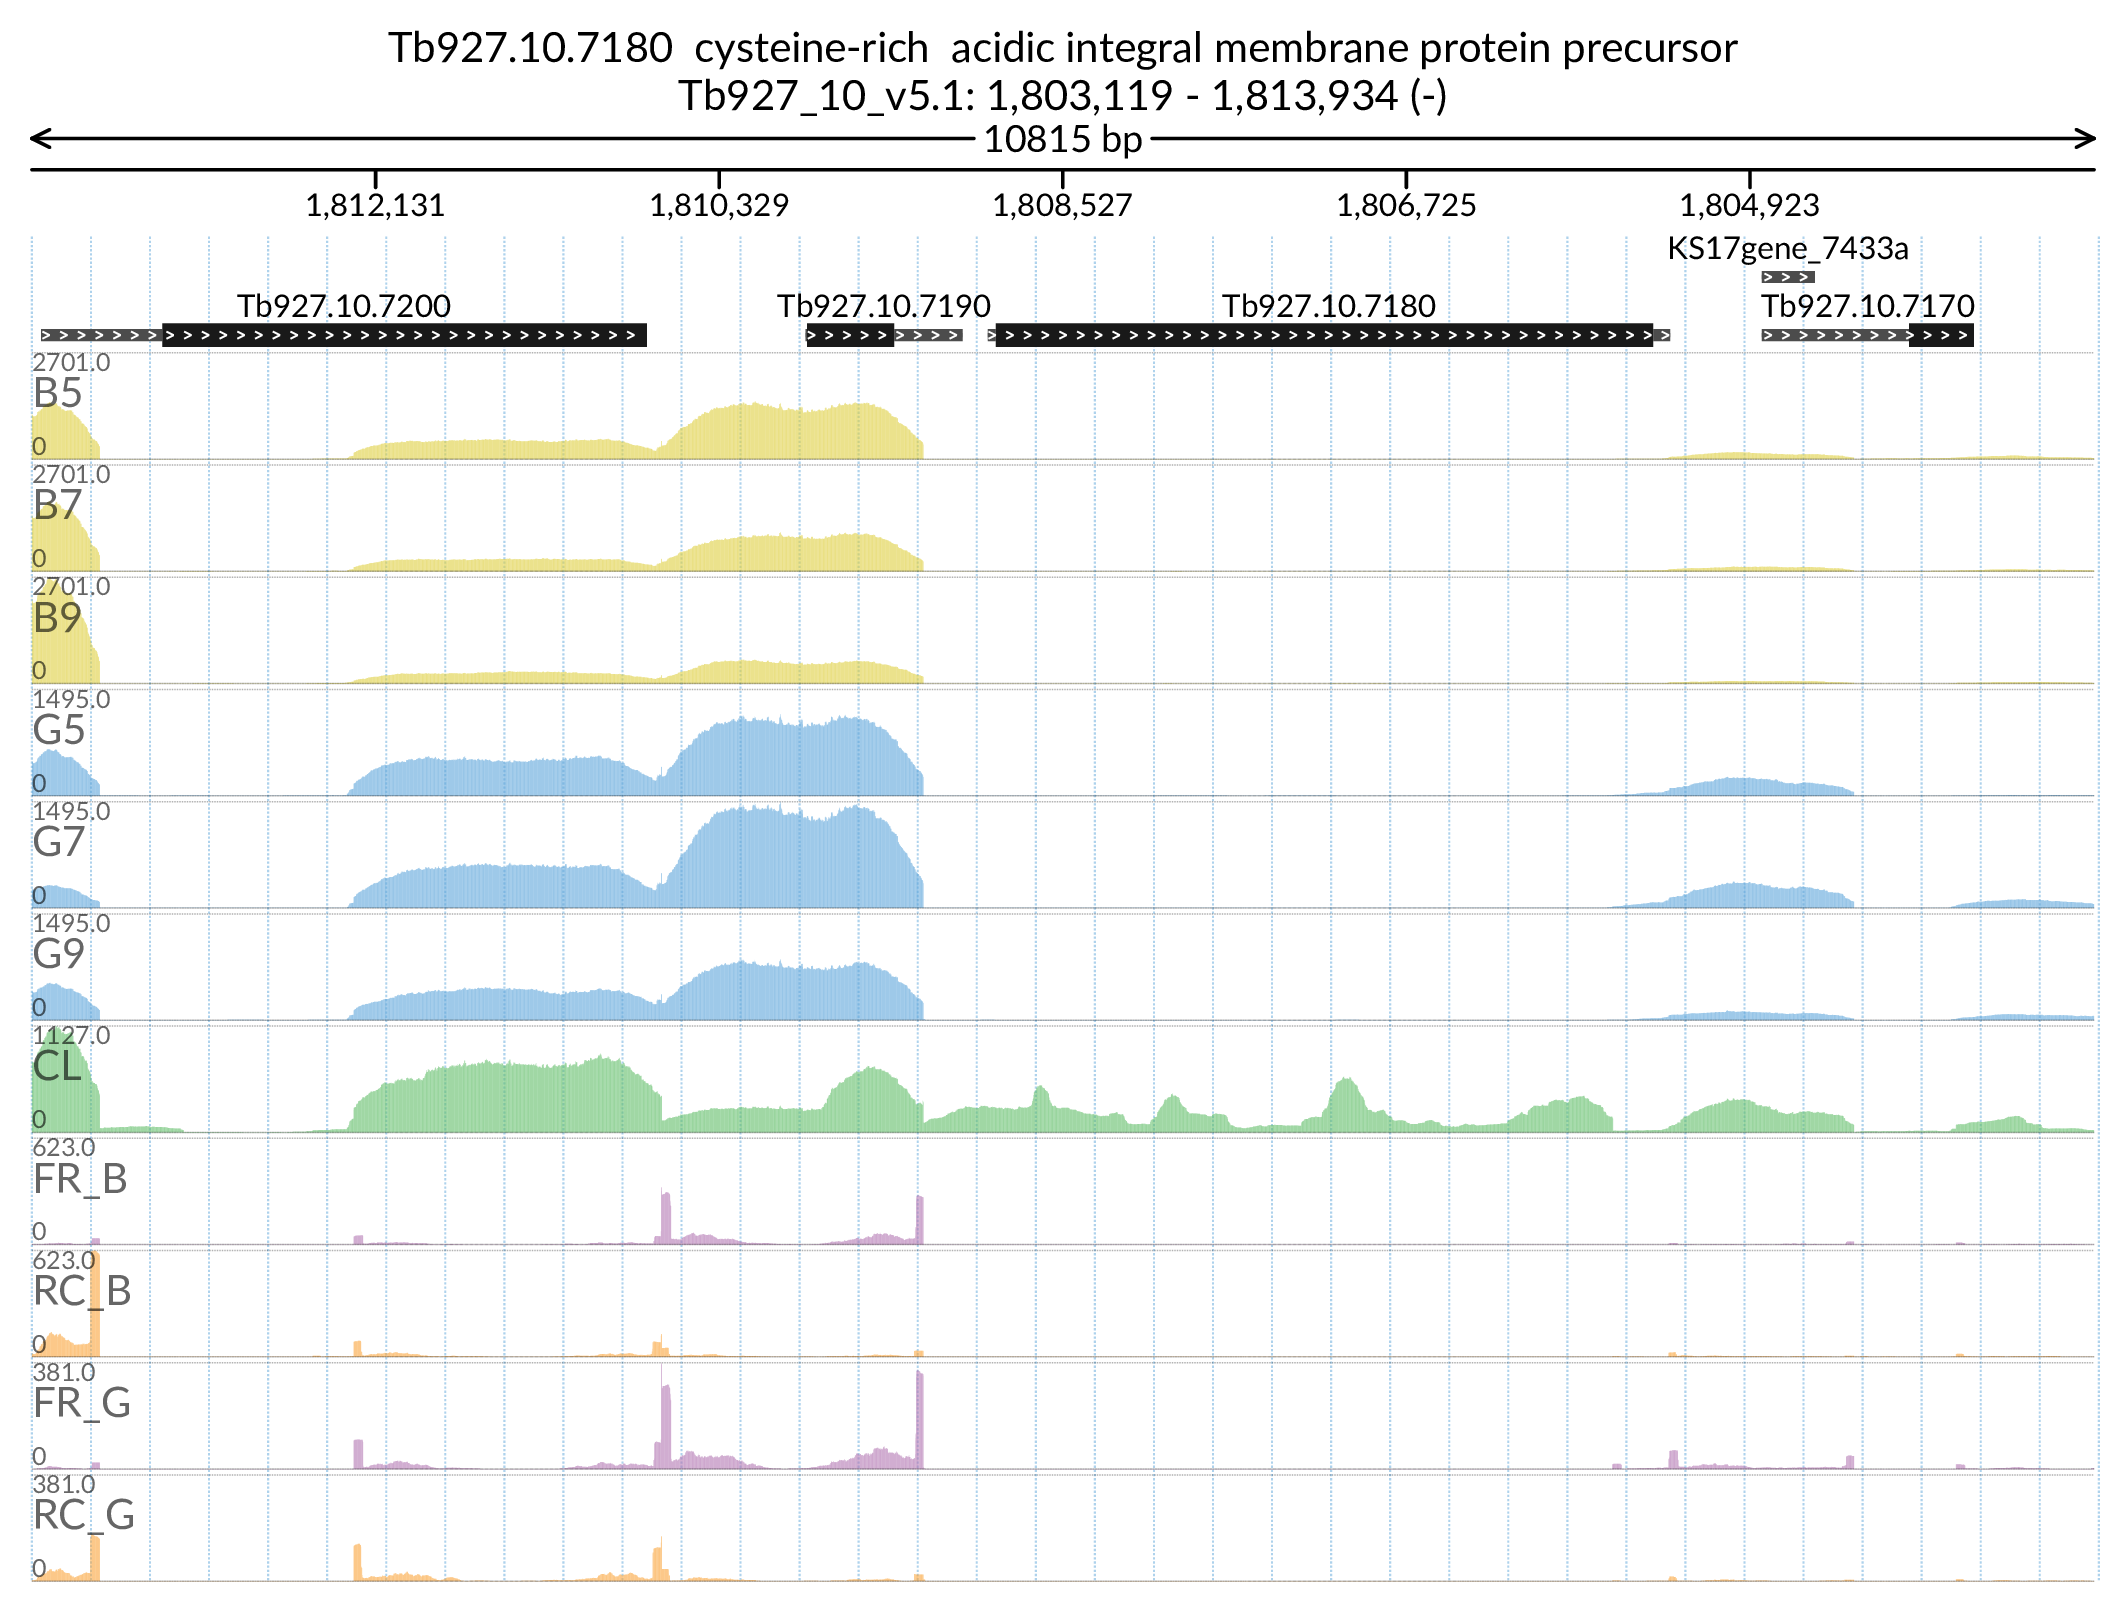 Tb927.10.7180  cysteine-rich  acidic integral membrane protein precursor
Tb927_10_v5.1: 1,803,119 - 1,813,934 (-)
10815 bp
1,812,131 1,810,329 1,808,527 1,806,725 1,804,923
KS17gene_7433a
Tb927.10.7200 Tb927.10.7190 Tb927.10.7180 Tb927.10.7170
2701.0
B5
0
2701.0
B7
0
2701.0
B9
0
1495.0
G5
0
1495.0
G7
0
1495.0
G9
0
1127.0
CL
0
623.0
FR_B
0
623.0
RC_B
0
381.0
FR_G
0
381.0
RC_G
0